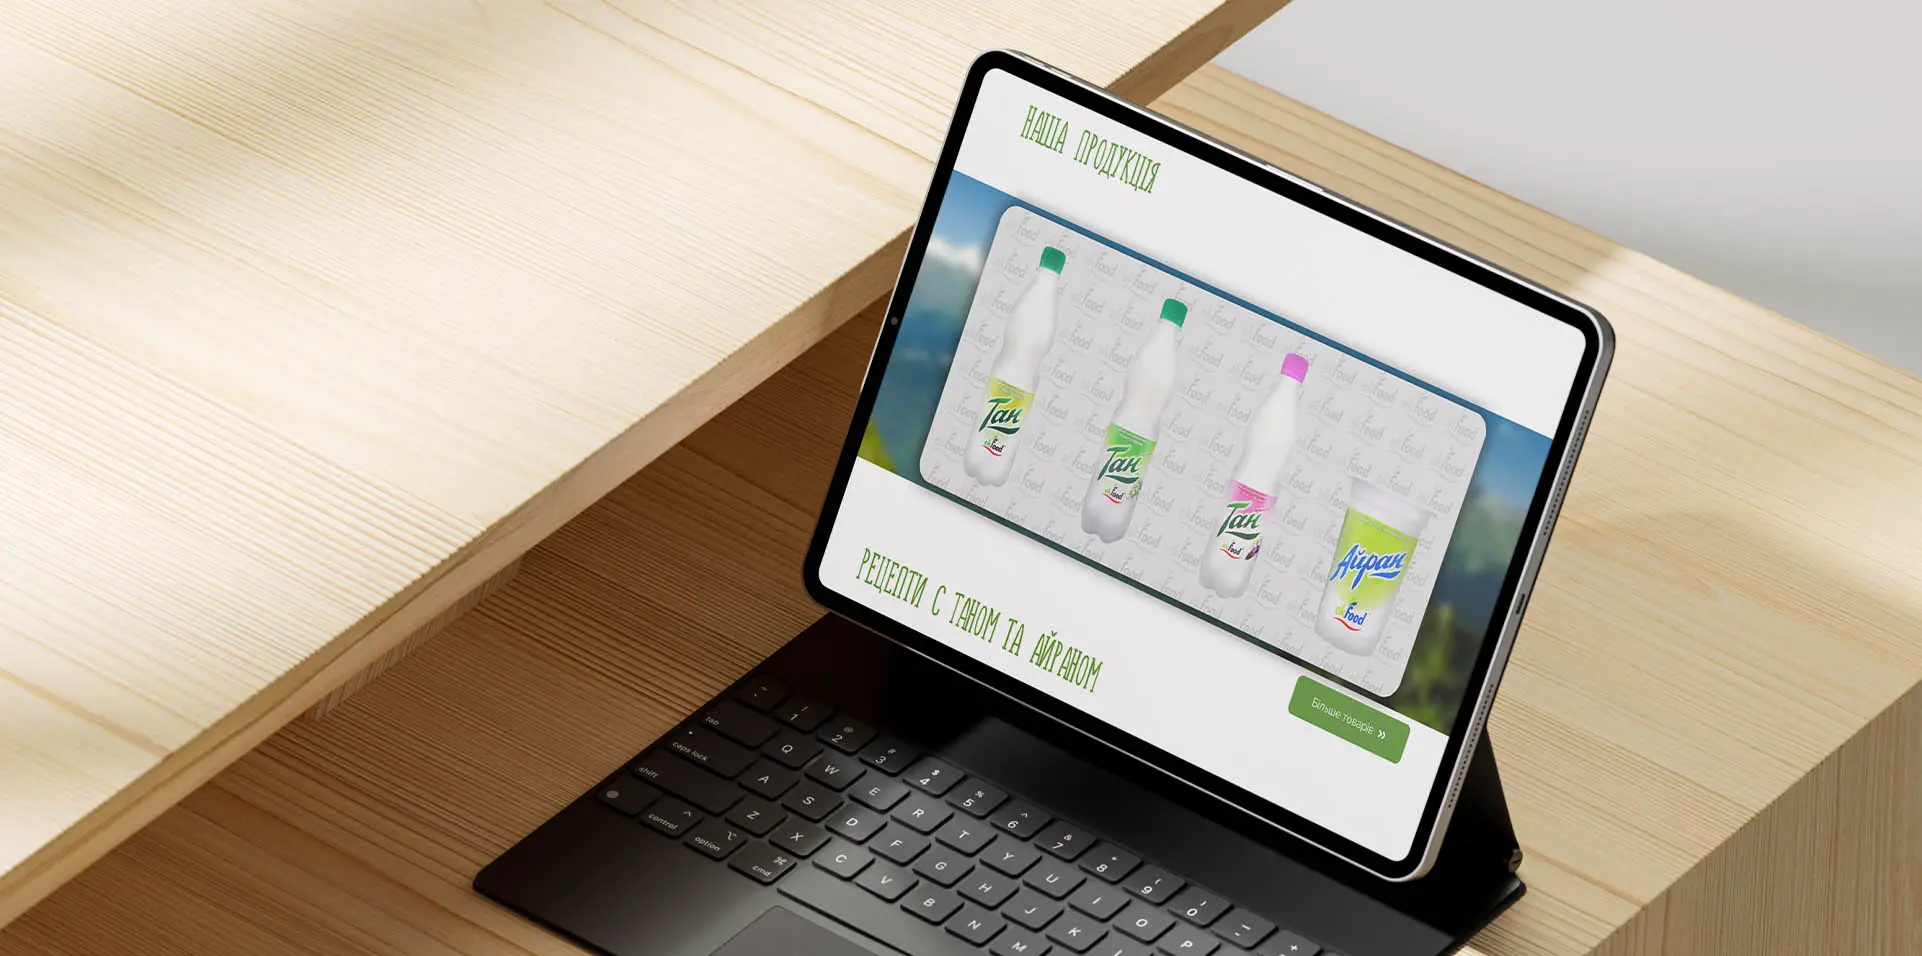 НАША ПРОДУКЦІЯ
Тан
Food
Тан
Food
Тан
Food
Айран
Food
РЕЦЕПТИ С ТАНОМ ТА АЙРАНОМ
Більше товарів »
~ ! @ # $ % ^ & * ( ) _ +
` 1 2 3 4 5 6 7 8 9 0 -
tab Q W E R T Y U I O P
caps lock A S D F G H J K L
shift Z X C V B N M
control option cmd